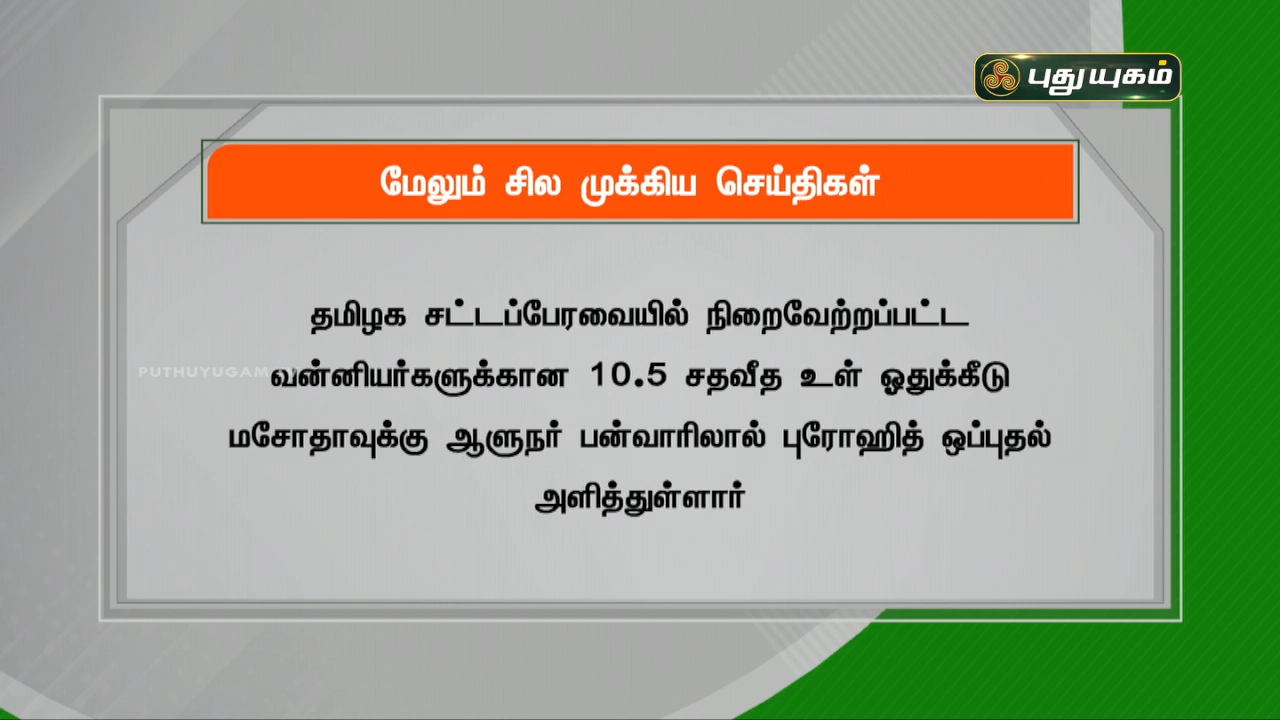 புதுயுகம்
மேலும் சில முக்கிய செய்திகள்
தமிழக சட்டப்பேரவையில் நிறைவேற்றப்பட்ட
வன்னியர்களுக்கான 10.5 சதவீத உள் ஒதுக்கீடு
மசோதாவுக்கு ஆளுநர் பன்வாரிலால் புரோஹித் ஒப்புதல்
அளித்துள்ளார்
PUTHUYUGAM